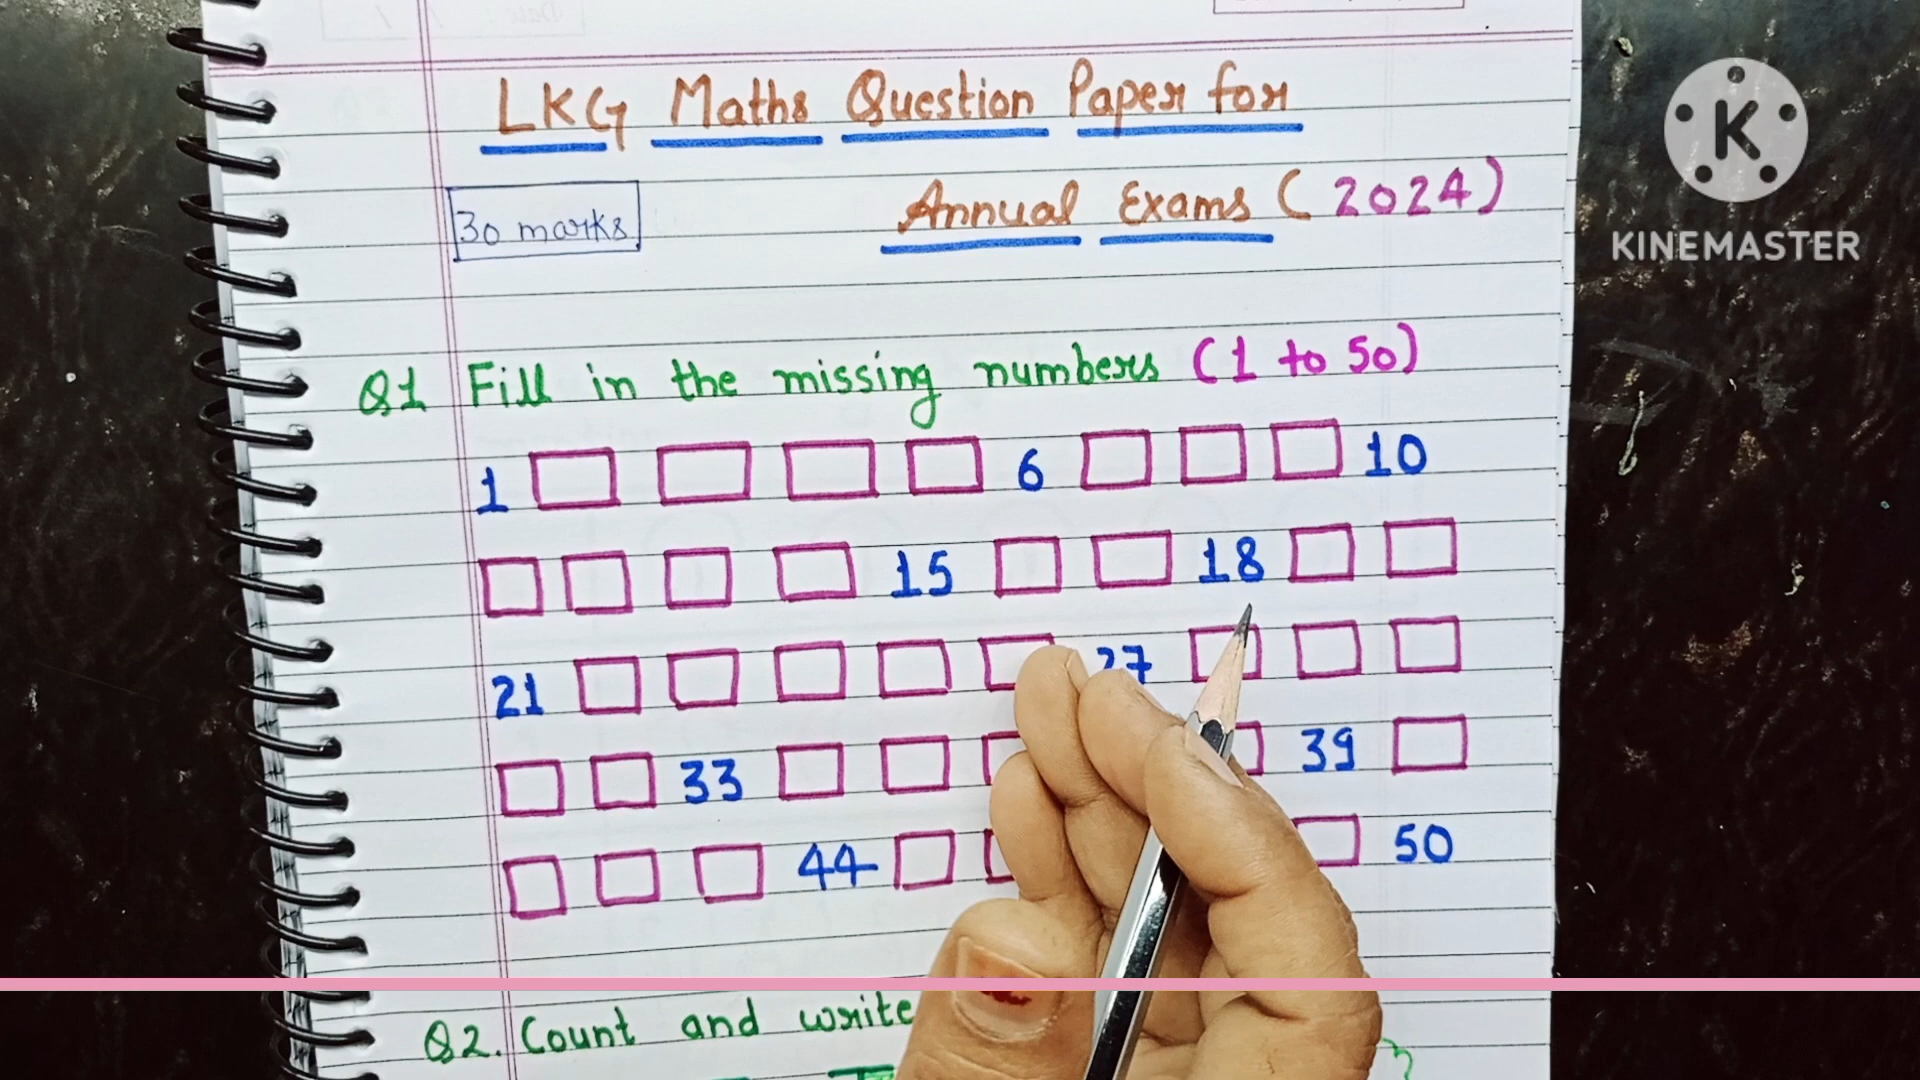 LKG Maths Question Paper for
30 marks
Annual Exams (2024)
K
KINEMASTER
Q1 Fill in the missing numbers (1 to 50)
1 6 10
15 18
21 27
33 39
44 50
Q2. Count and write